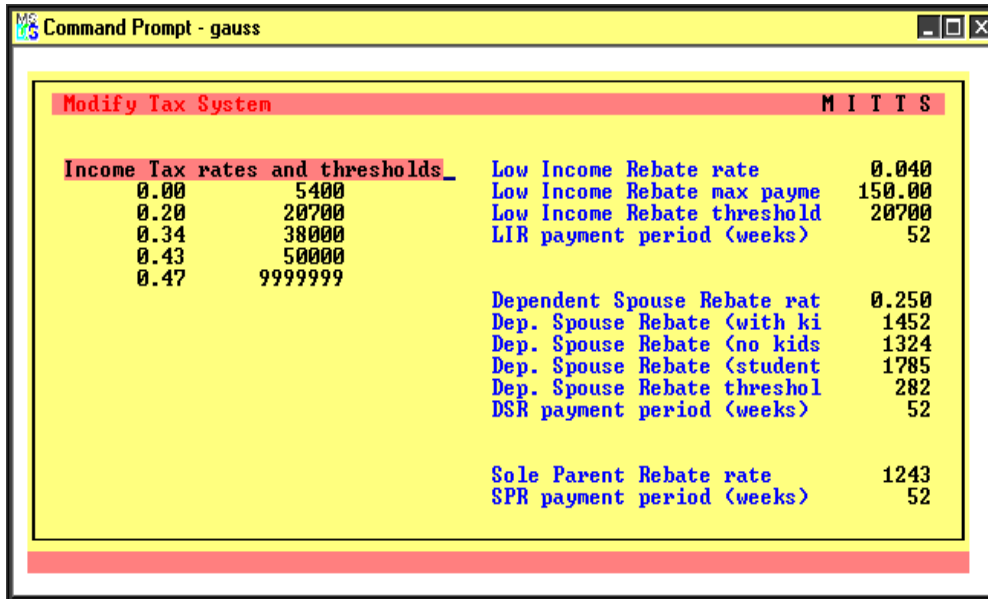 Command Prompt - gauss
Modify Tax System M I T T S
Income Tax rates and thresholds_
0.00 5400
0.20 20700
0.34 38000
0.43 50000
0.47 9999999
Low Income Rebate rate 0.040
Low Income Rebate max payme 150.00
Low Income Rebate threshold 20700
LIR payment period (weeks) 52
Dependent Spouse Rebate rat 0.250
Dep. Spouse Rebate (with ki 1452
Dep. Spouse Rebate (no kids 1324
Dep. Spouse Rebate (student 1785
Dep. Spouse Rebate threshol 282
DSR payment period (weeks) 52
Sole Parent Rebate rate 1243
SPR payment period (weeks) 52